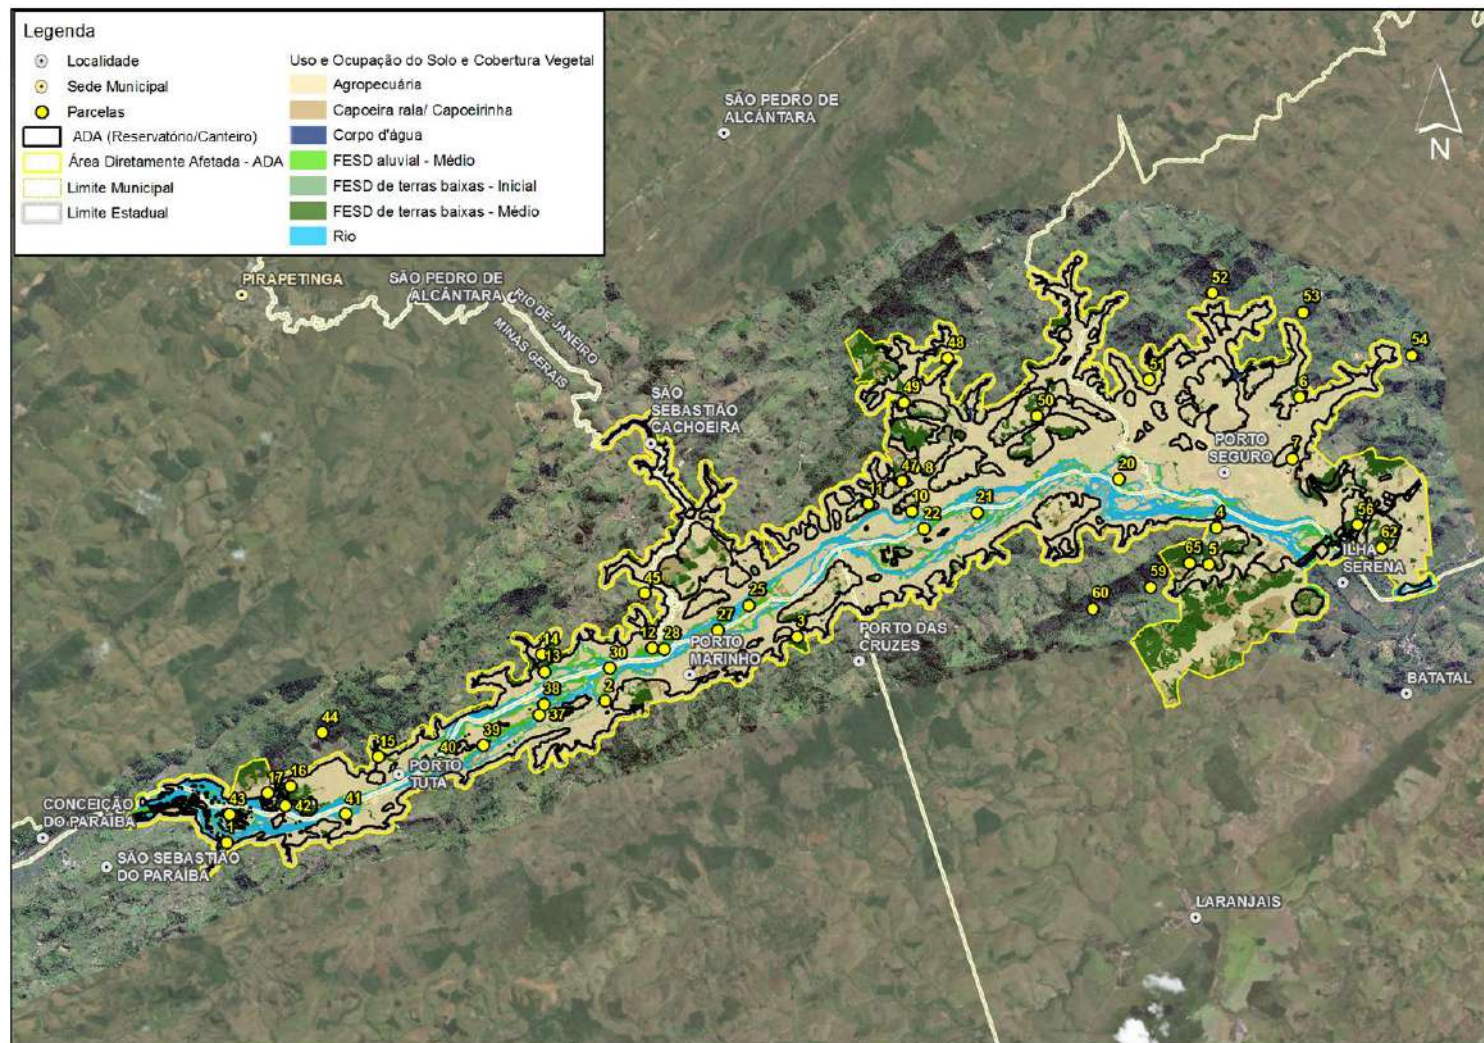 Legenda
Localidade
Sede Municipal
Parcelas
ADA (Reservatório/Canteiro)
Área Diretamente Afetada - ADA
Limite Municipal
Limite Estadual
Uso e Ocupação do Solo e Cobertura Vegetal
Agropecuária
Capoeira rala/ Capoeirinha
Corpo d'água
FESD aluvial - Médio
FESD de terras baixas - Inicial
FESD de terras baixas - Médio
Rio
SÃO PEDRO DE
ALCÂNTARA
N
PIRAPETINGA
SÃO PEDRO DE
ALCÂNTARA
RIO DE JANEIRO
MINAS GERAIS
52
53
54
48
51
6
49
50
SÃO
SEBASTIÃO
CACHOEIRA
PORTO
SEGURO
7
47
8
20
11
10
21
22
4
56
62
ILHA
SERENA
65
5
59
60
45
25
27
3
12
28
PORTO
MARINHO
PORTO DAS
CRUZES
14
13
30
2
BATATAL
38
37
44
39
40
15
PORTO
TUTA
17
16
42
41
43
1
CONCEIÇÃO
DO PARAÍBA
SÃO SEBASTIÃO
DO PARAÍBA
LARANJAIS